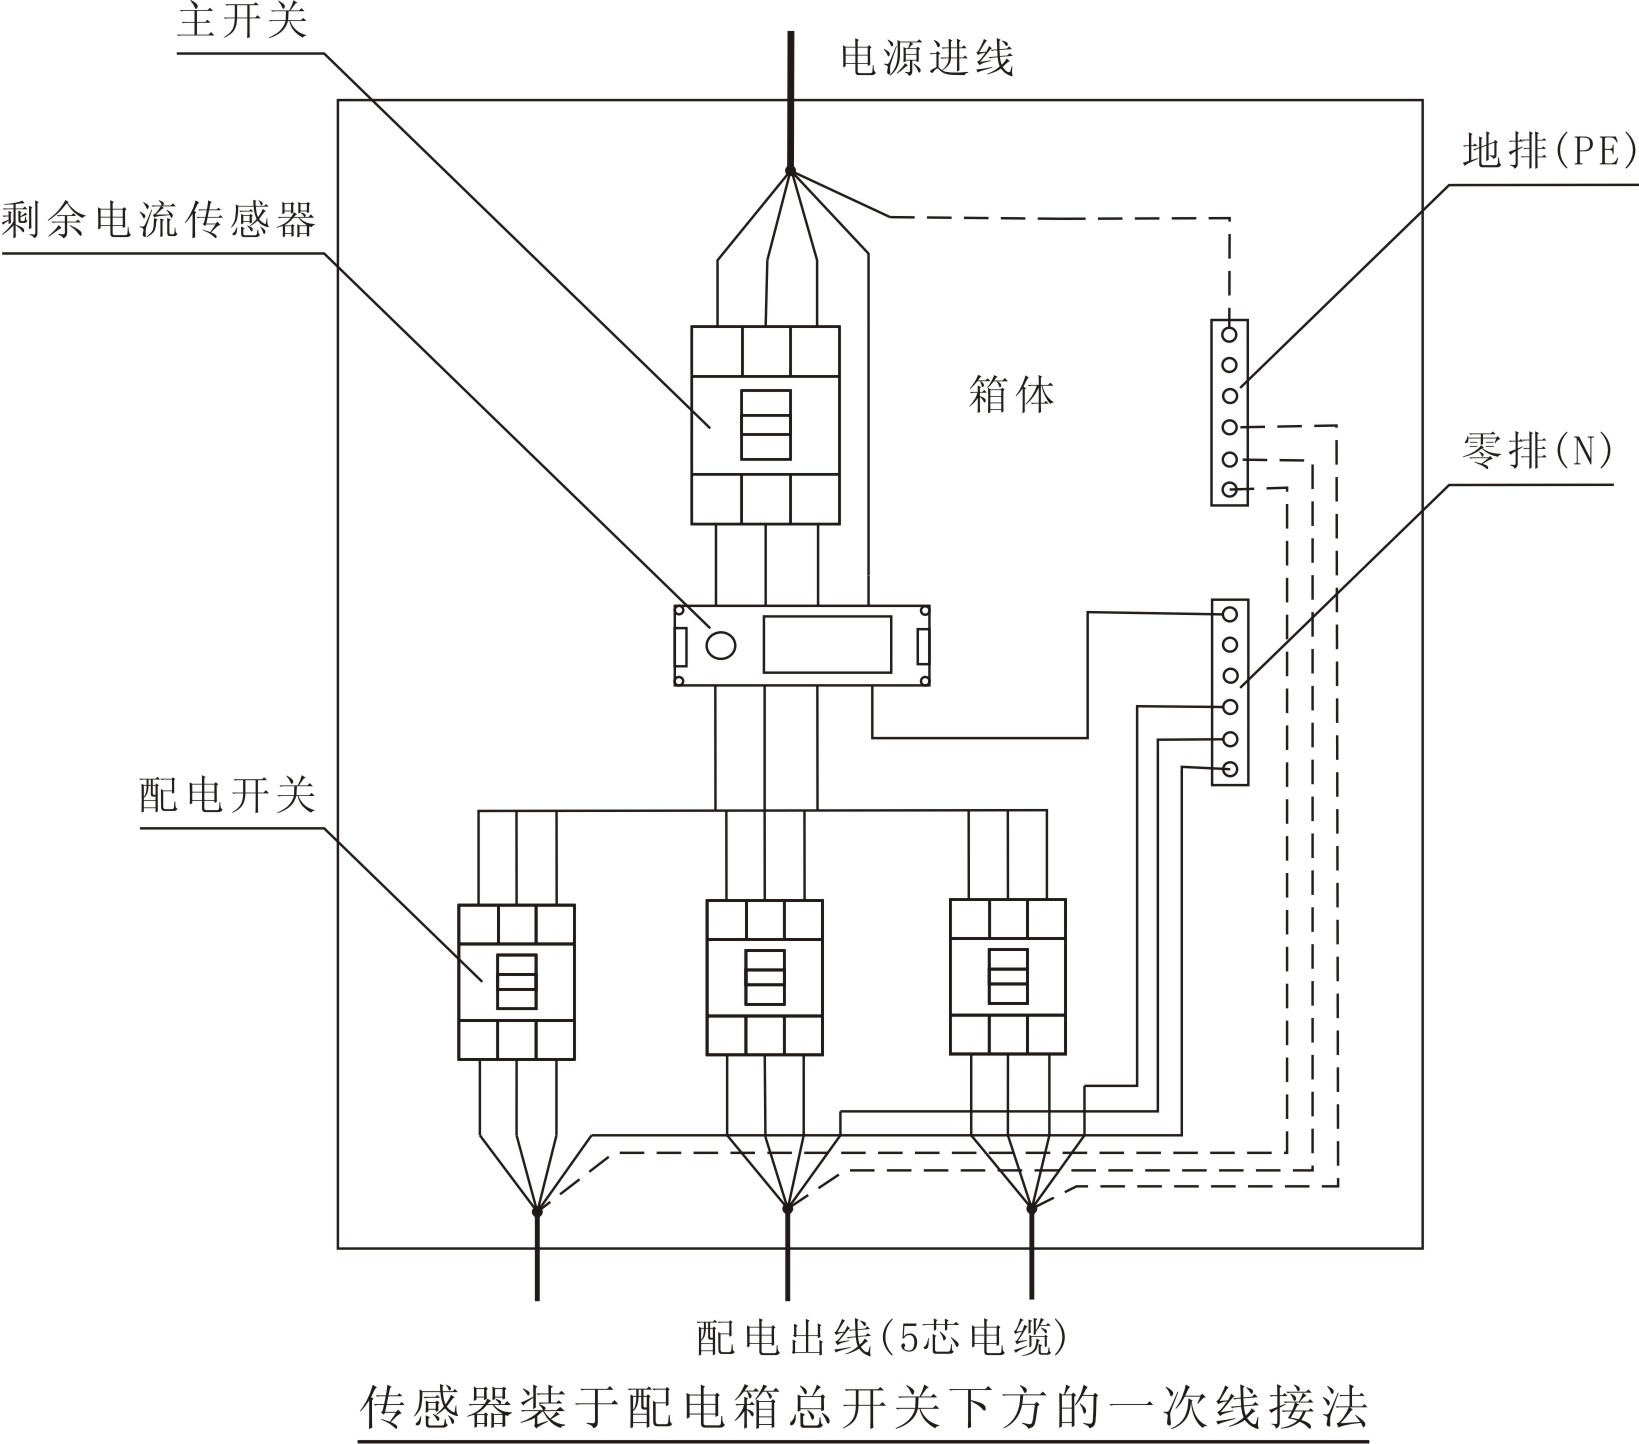 主开关
电源进线
地排(PE)
剩余电流传感器
箱体
零排(N)
配电开关
配电出线(5芯电缆)
传感器装于配电箱总开关下方的一次线接法